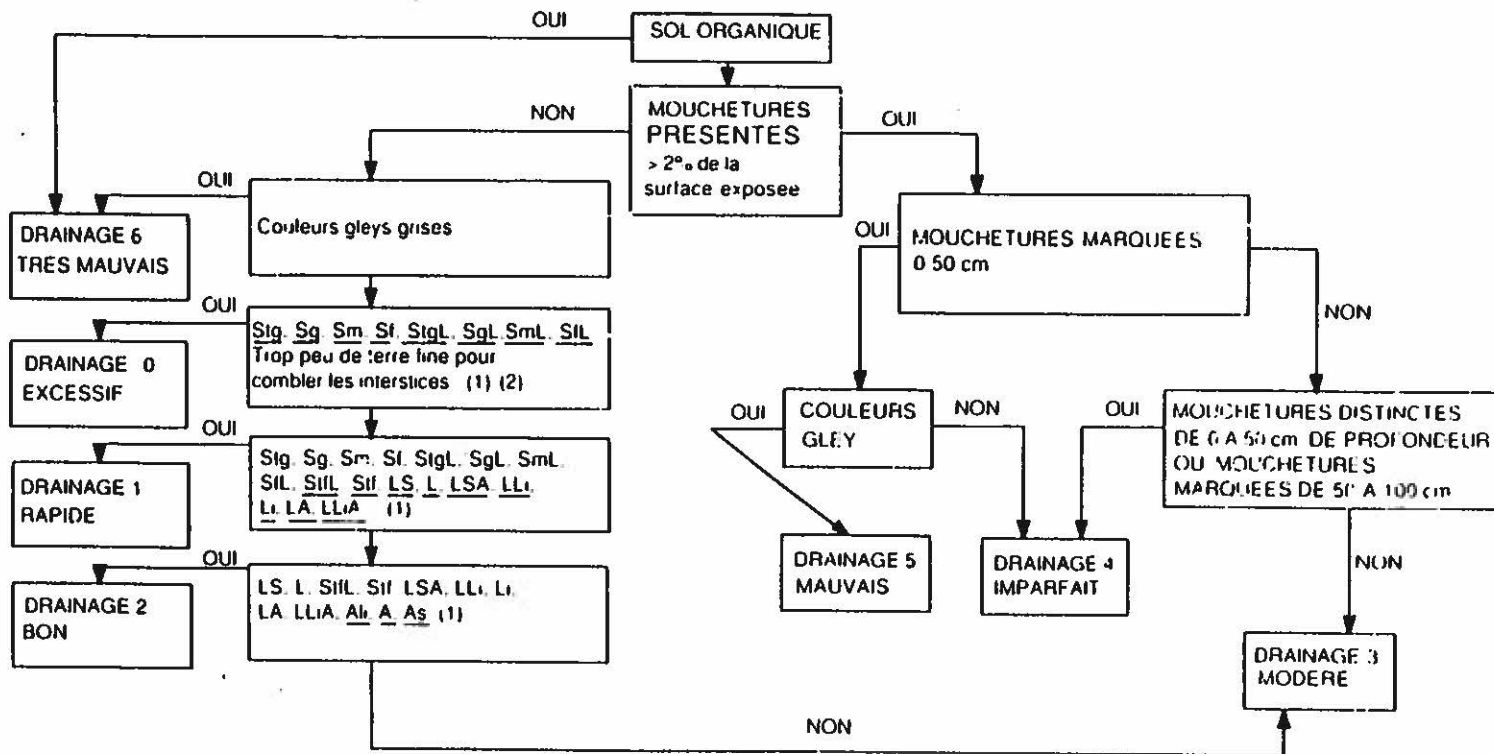 OUI
SOL ORGANIQUE
NON
MOUCHETURES
PRESENTES
> 2% de la
surface exposee
OUI
OUI
Couleurs gleys grises
DRAINAGE 6
TRES MAUVAIS
OUI
MOUCHETURES MARQUEES
0 50 cm
NON
OUI
Stg, Sg, Sm, Sf, StgL, SgL, SmL, SfL
Trop peu de terre fine pour
combler les interstices (1) (2)
DRAINAGE 0
EXCESSIF
OUI
COULEURS
GLEY
NON
OUI
MOUCHETURES DISTINCTES
DE 0 A 50 cm DE PROFONDEUR
OU MOUCHETURES
MARQUEES DE 50 A 100 cm
OUI
Stg, Sg, Sm, Sf, StgL, SgL, SmL,
SfL, StfL, Stf, LS, L, LSA, LLi,
Li, LA, LLiA (1)
DRAINAGE 1
RAPIDE
DRAINAGE 5
MAUVAIS
DRAINAGE 4
IMPARFAIT
NON
OUI
LS, L, StfL, Stf, LSA, LLi, Li,
LA, LLiA, ALi, A, As (1)
DRAINAGE 2
BON
DRAINAGE 3
MODERE
NON